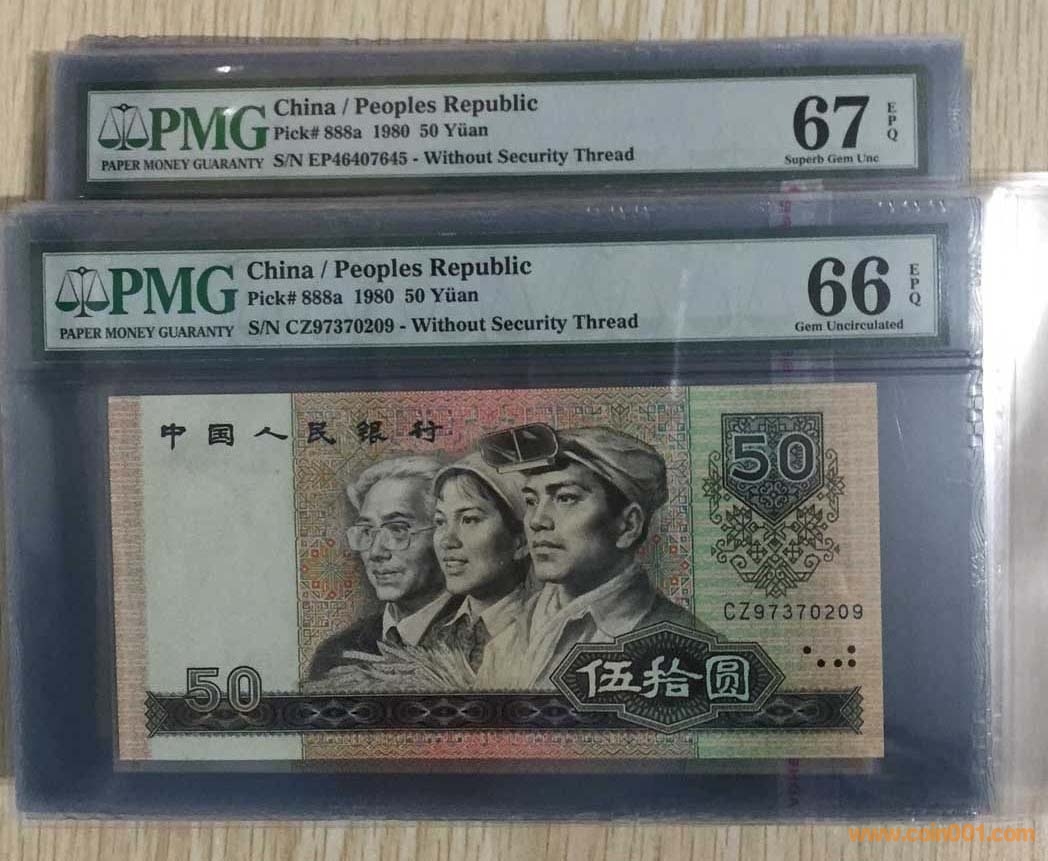 PMG
PAPER MONEY GUARANTY
China / Peoples Republic
Pick# 888a 1980 50 Yüan
S/N EP46407645 - Without Security Thread
67
EPQ
Superb Gem Unc
PMG
PAPER MONEY GUARANTY
China / Peoples Republic
Pick# 888a 1980 50 Yüan
S/N CZ97370209 - Without Security Thread
66
EPQ
Gem Uncirculated
中国人民银行
50
CZ97370209
50
伍拾圆
www.coin001.com